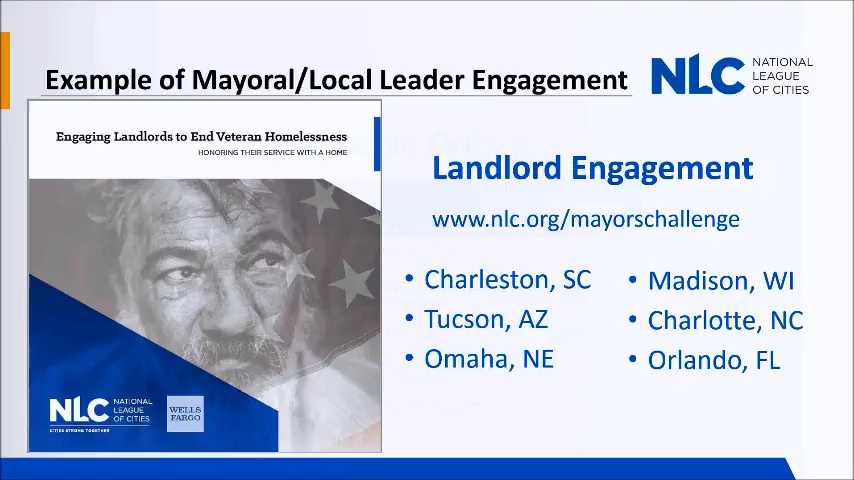 Example of Mayoral/Local Leader Engagement
NLC NATIONAL
LEAGUE
OF CITIES
Engaging Landlords to End Veteran Homelessness
HONORING THEIR SERVICE WITH A HOME
Landlord Engagement
www.nlc.org/mayorschallenge
• Charleston, SC
• Tucson, AZ
• Omaha, NE
• Madison, WI
• Charlotte, NC
• Orlando, FL
NLC NATIONAL
LEAGUE
OF CITIES
CITIES STRONG TOGETHER
WELLS
FARGO